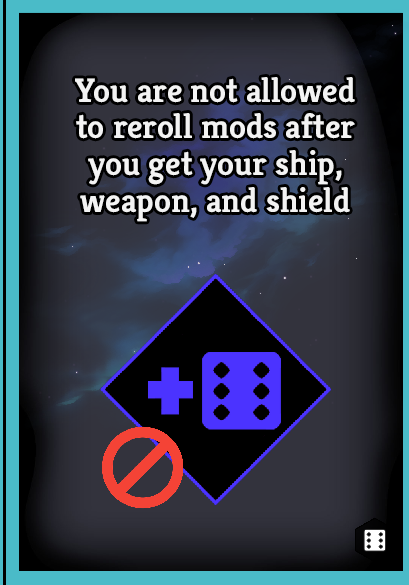 You are not allowed
to reroll mods after
you get your ship,
weapon, and shield